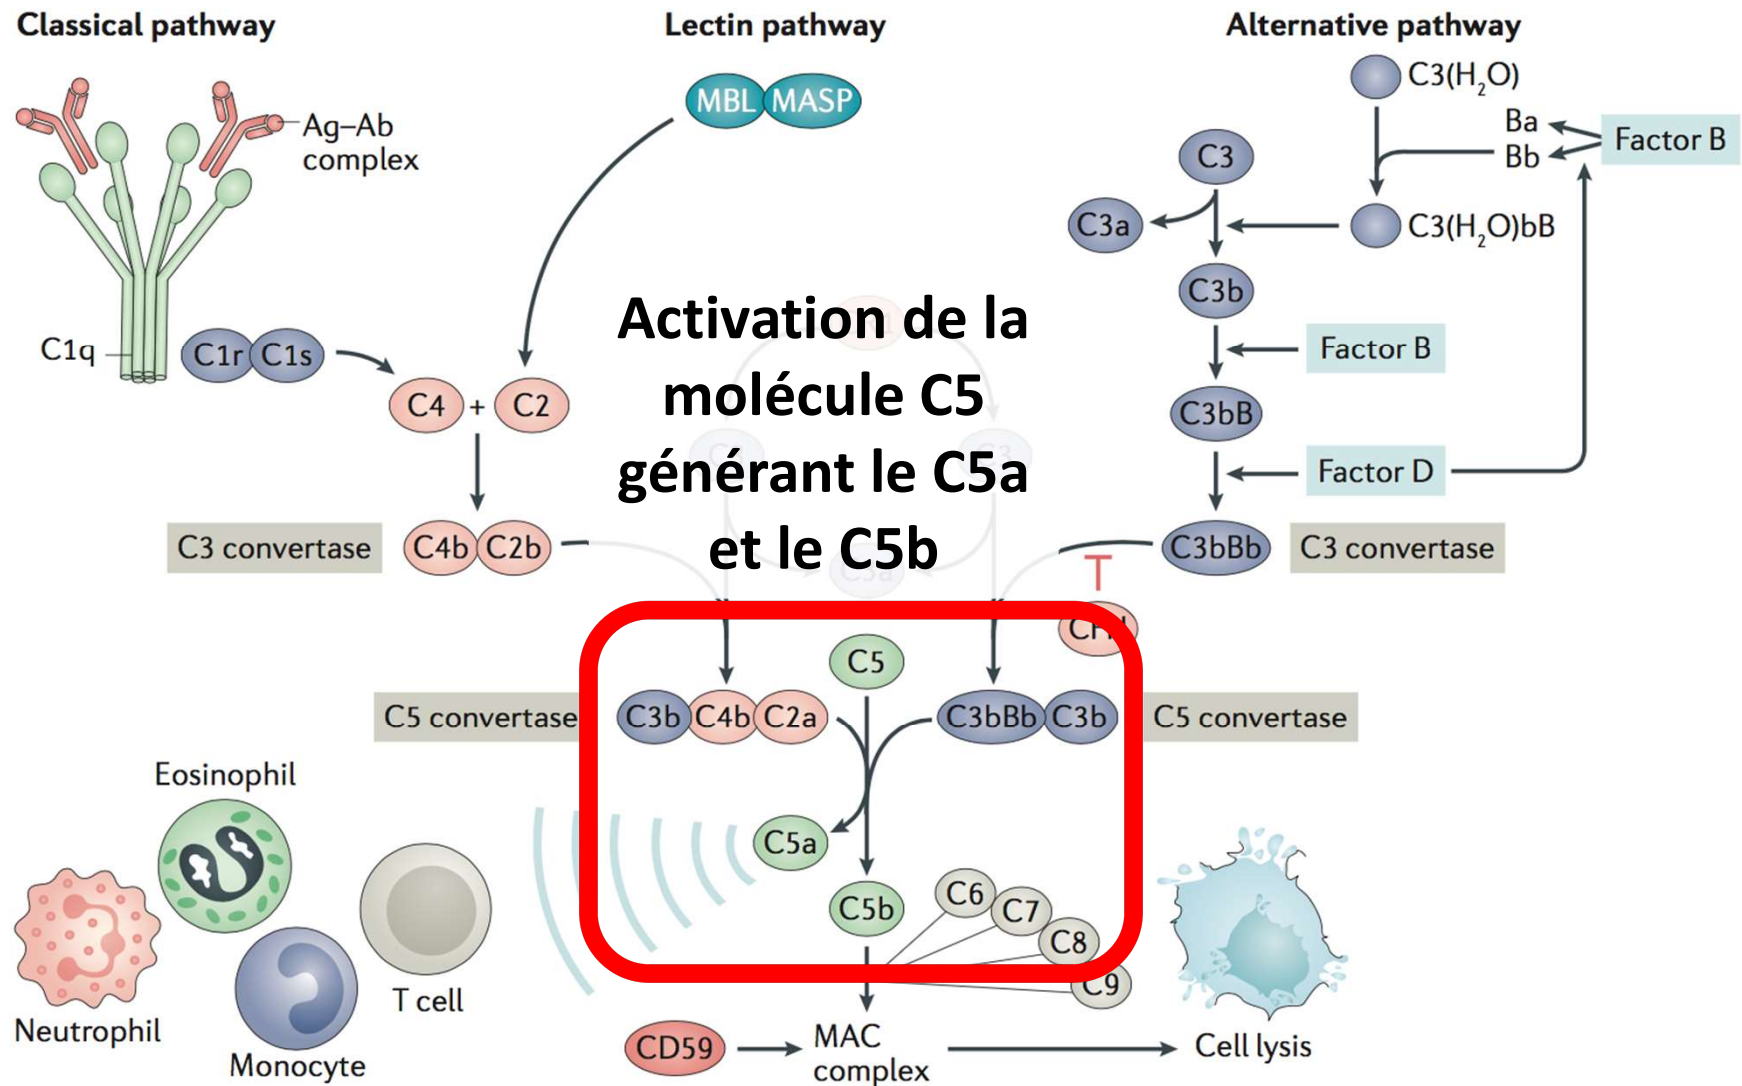 Classical pathway
Lectin pathway
Alternative pathway
Ag–Ab
complex
C1q
C1r C1s
MBL MASP
C4 + C2
C3 convertase
C4b C2b
C3(H₂O)
Ba
Bb
Factor B
C3
C3a
C3(H₂O)bB
C3b
Factor B
C3bB
Factor D
C3bBb
C3 convertase
Activation de la
molécule C5
générant le C5a
et le C5b
C3
C3a
C5 convertase
C3b C4b C2a
C5
C3bBb C3b
C5 convertase
C5a
C5b
C6
C7
C8
C9
Eosinophil
Neutrophil
Monocyte
T cell
CD59
MAC
complex
Cell lysis